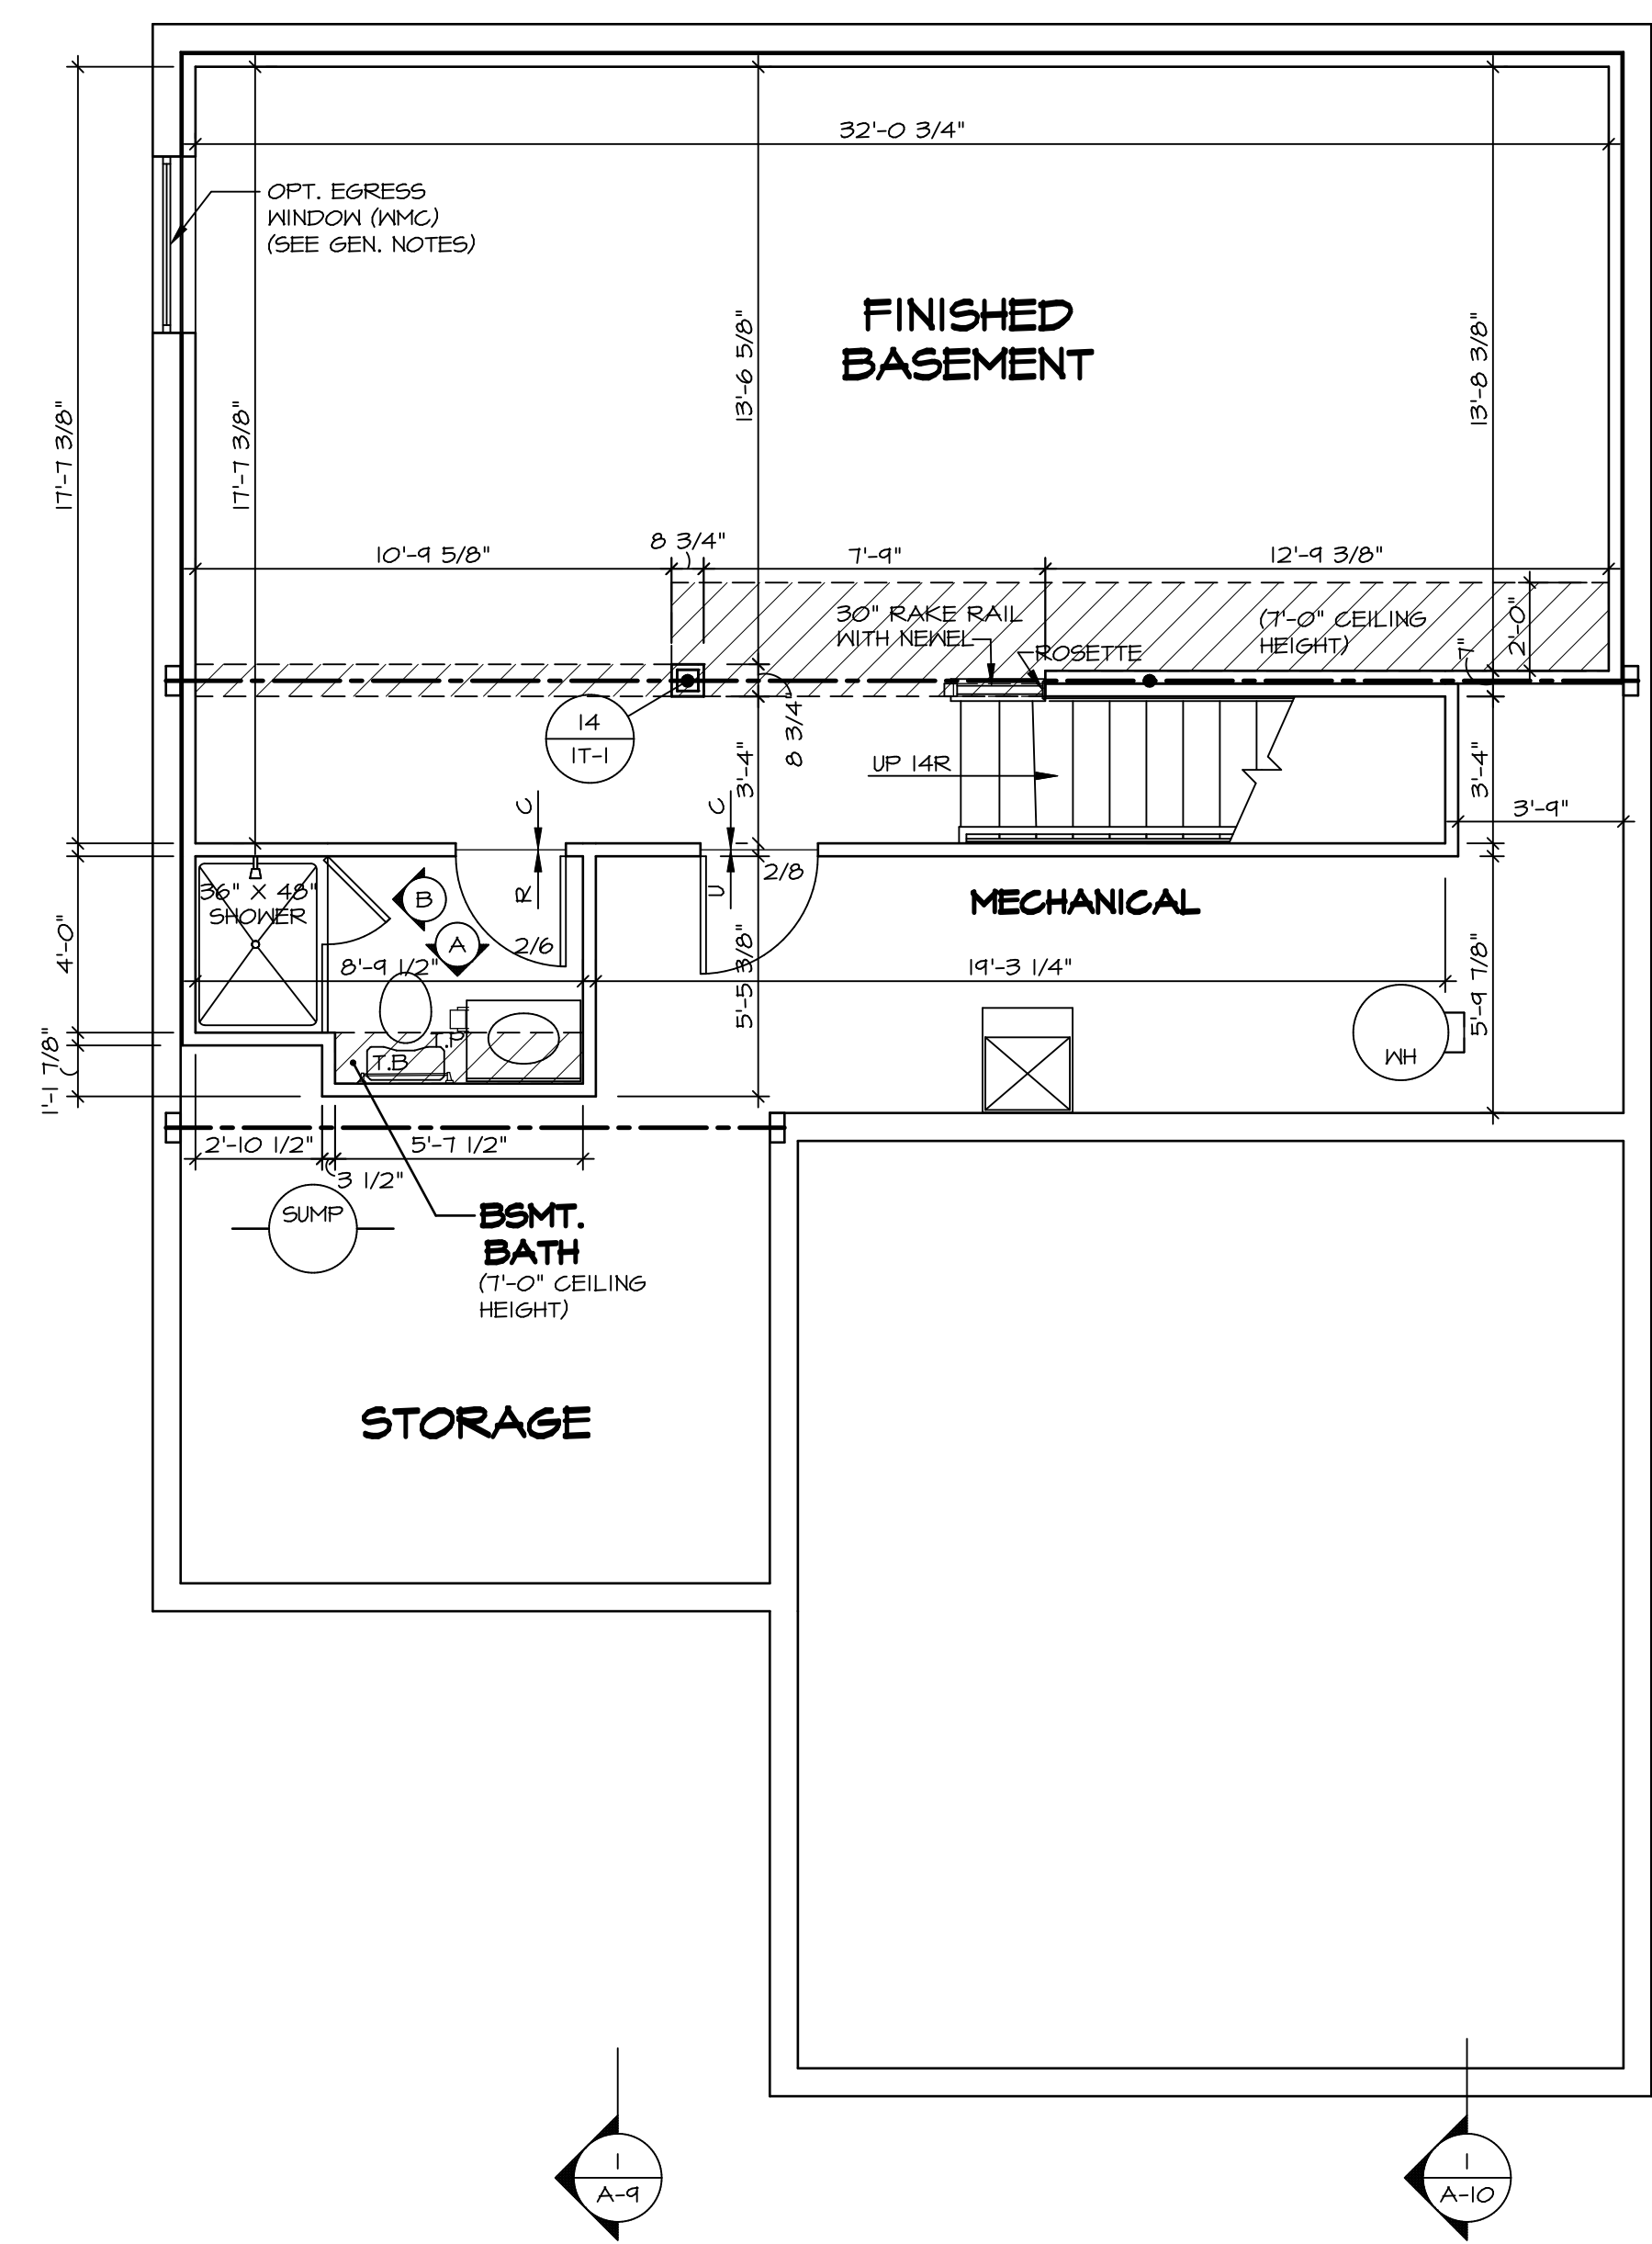 32'-0 3/4"
OPT. EGRESS
WINDOW (WMC)
(SEE GEN. NOTES)
FINISHED
BASEMENT
13'-6 5/8"
13'-8 3/8"
17'-7 3/8"
17'-7 3/8"
10'-9 5/8"
8 3/4"
7'-9"
12'-9 3/8"
30" RAKE RAIL
WITH NEWEL
ROSETTE
(7'-0" CEILING
HEIGHT)
7"
2'-0"
14
1T-1
8 3/4"
3'-4"
UP 14R
3'-4"
3'-9"
C
C
R
U
2/8
36" X 48"
SHOWER
B
A
2/6
MECHANICAL
4'-0"
8'-9 1/2"
5'-5 3/8"
19'-3 1/4"
5'-9 7/8"
T.P
T.B
WH
1'-1 7/8"
2'-10 1/2"
5'-7 1/2"
3 1/2"
SUMP
BSMT.
BATH
(7'-0" CEILING
HEIGHT)
STORAGE
1
A-9
1
A-10